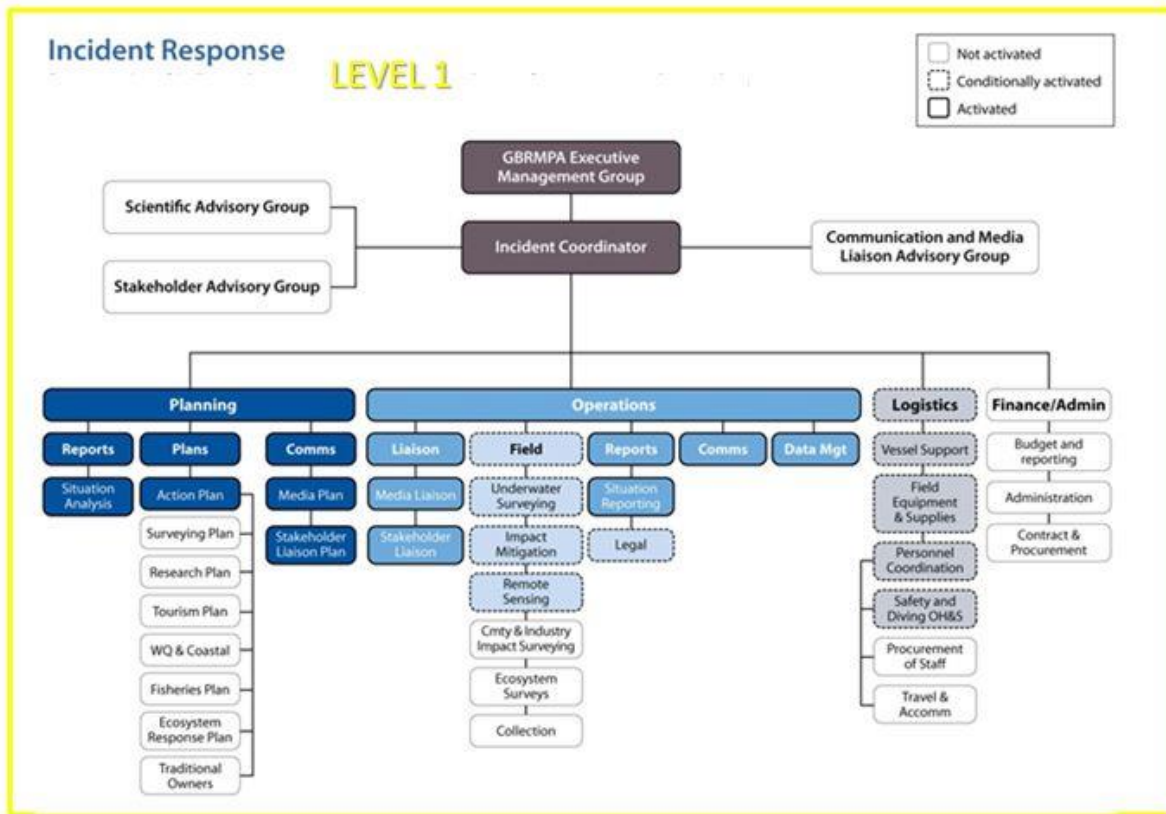 Incident Response
LEVEL 1
Not activated
Conditionally activated
Activated
GBRMPA Executive
Management Group
Scientific Advisory Group
Incident Coordinator
Communication and Media
Liaison Advisory Group
Stakeholder Advisory Group
Planning
Operations
Logistics
Finance/Admin
Reports
Situation
Analysis
Plans
Action Plan
Surveying Plan
Research Plan
Tourism Plan
WQ & Coastal
Fisheries Plan
Ecosystem
Response Plan
Traditional
Owners
Comms
Media Plan
Stakeholder
Liaison Plan
Liaison
Media Liaison
Stakeholder
Liaison
Field
Underwater
Surveying
Impact
Mitigation
Remote
Sensing
Cmty & Industry
Impact Surveying
Ecosystem
Surveys
Collection
Reports
Situation
Reporting
Legal
Comms
Data Mgt
Vessel Support
Field
Equipment
& Supplies
Personnel
Coordination
Safety and
Diving OH&S
Procurement
of Staff
Travel &
Accomm
Budget and
reporting
Administration
Contract &
Procurement